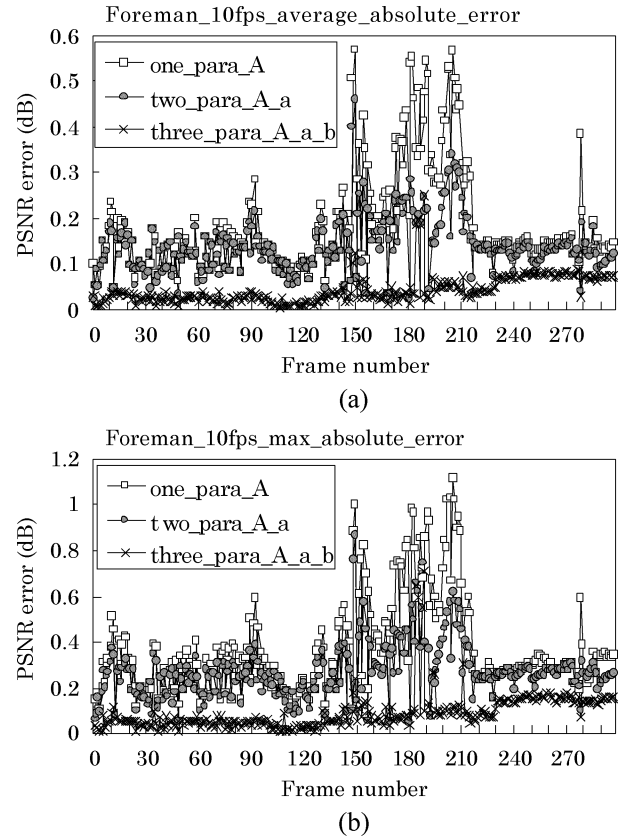 Foreman_10fps_average_absolute_error
0.6
0.5
0.4
0.3
0.2
0.1
0
PSNR error (dB)
one_para_A
two_para_A_a
three_para_A_a_b
0 30 60 90 120 150 180 210 240 270
Frame number
(a)
Foreman_10fps_max_absolute_error
1.2
1
0.8
0.6
0.4
0.2
0
PSNR error (dB)
one_para_A
two_para_A_a
three_para_A_a_b
0 30 60 90 120 150 180 210 240 270
Frame number
(b)